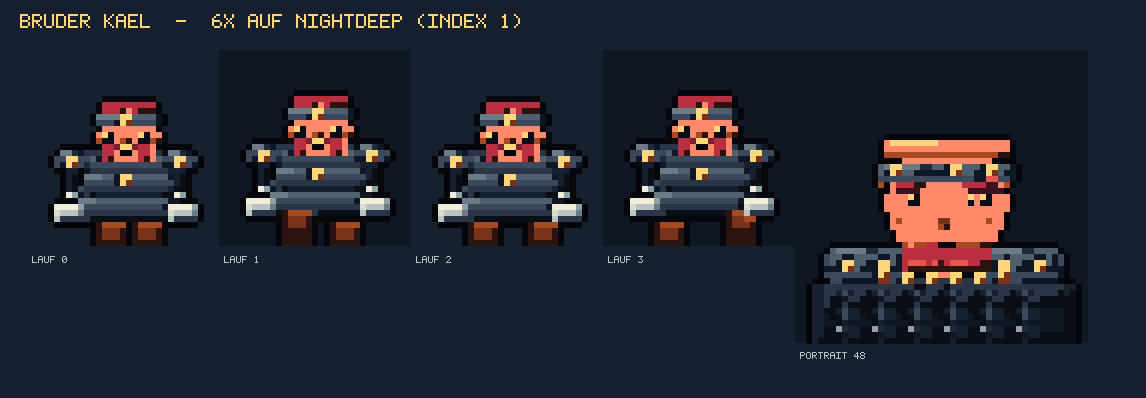 BRUDER KAEL - 6X AUF NIGHTDEEP (INDEX 1)
LAUF 0
LAUF 1
LAUF 2
LAUF 3
PORTRAIT 48